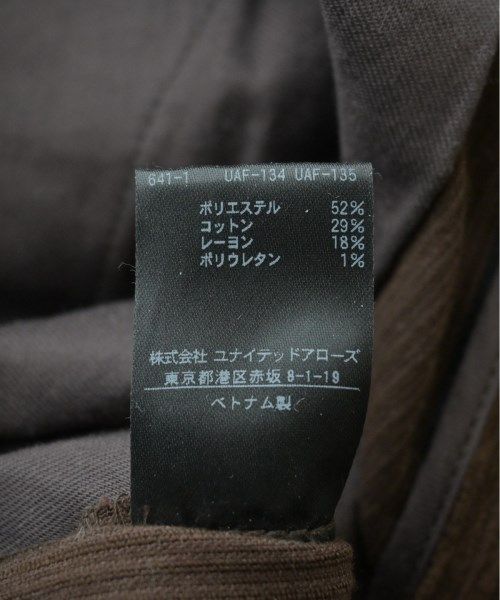 641-1 UAF-134 UAF-135
ポリエステル 52%
コットン 29%
レーヨン 18%
ポリウレタン 1%
株式会社 ユナイテッドアローズ
東京都港区赤坂 8-1-19
ベトナム製